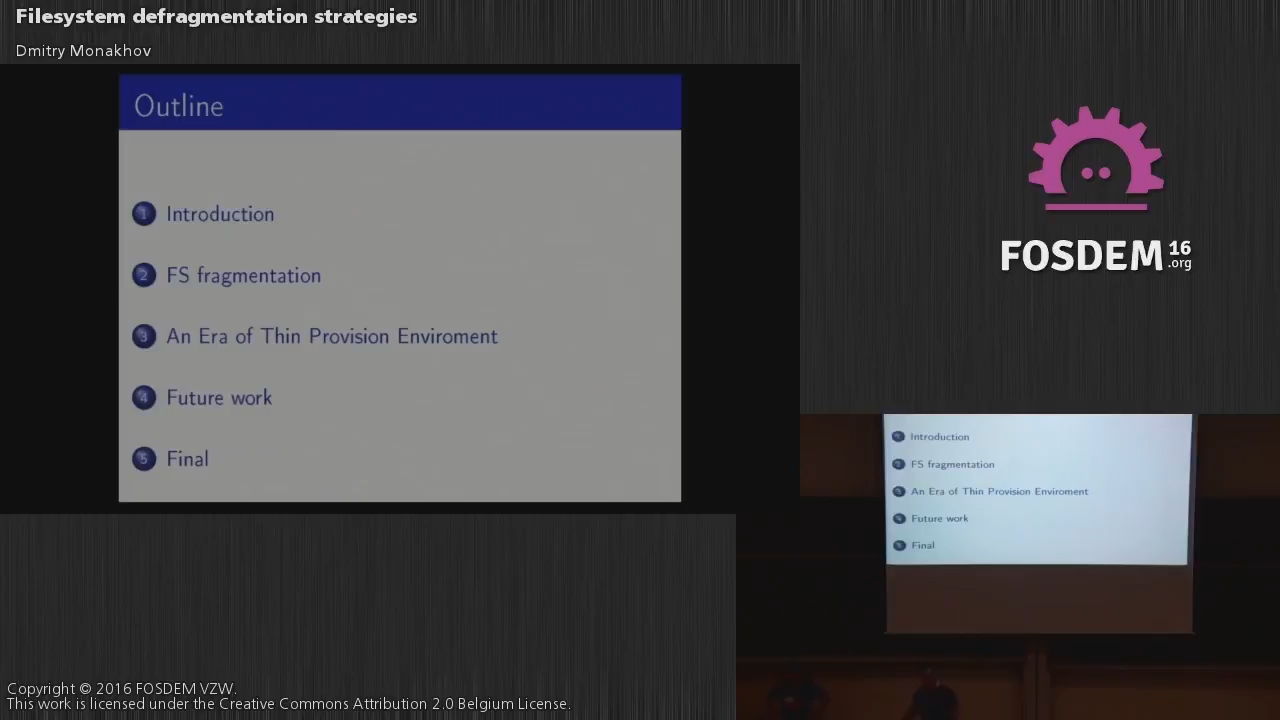 Filesystem defragmentation strategies
Dmitry Monakhov
Outline
1 Introduction
2 FS fragmentation
3 An Era of Thin Provision Enviroment
4 Future work
5 Final
FOSDEM 16
.org
Introduction
FS fragmentation
An Era of Thin Provision Enviroment
Future work
Final
Copyright © 2016 FOSDEM VZW.
This work is licensed under the Creative Commons Attribution 2.0 Belgium License.